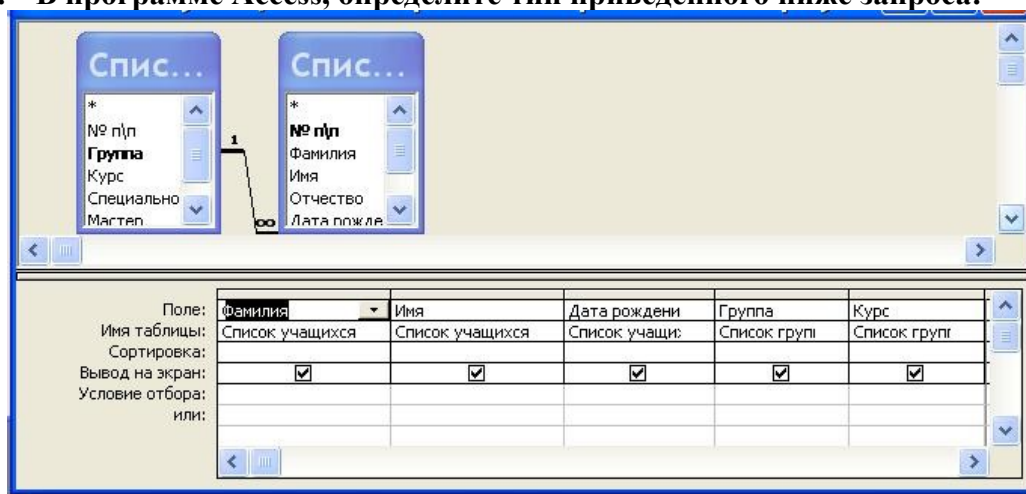 В программе Access, определите тип приведенного ниже запроса?
Спис... Спис...
* *
№ п\п № п\п
Группа 1 Фамилия
Курс Имя
Специально Отчество
Мастер ∞ Дата рожде
Поле: Фамилия Имя Дата рождени Группа Курс
Имя таблицы: Список учащихся Список учащихся Список учащи Список груп Список групп
Сортировка:
Вывод на экран:
Условие отбора:
или: